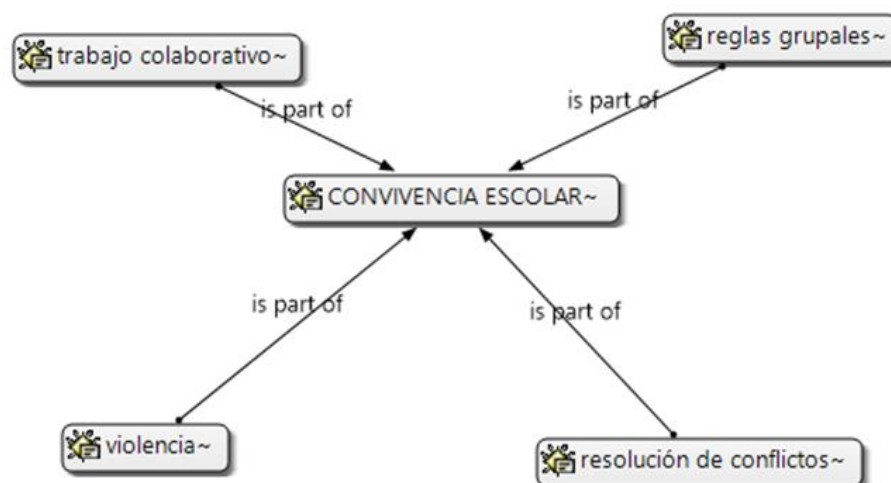 reglas grupales~
trabajo colaborativo~
is part of
is part of
CONVIVENCIA ESCOLAR~
is part of
is part of
violencia~
resolución de conflictos~